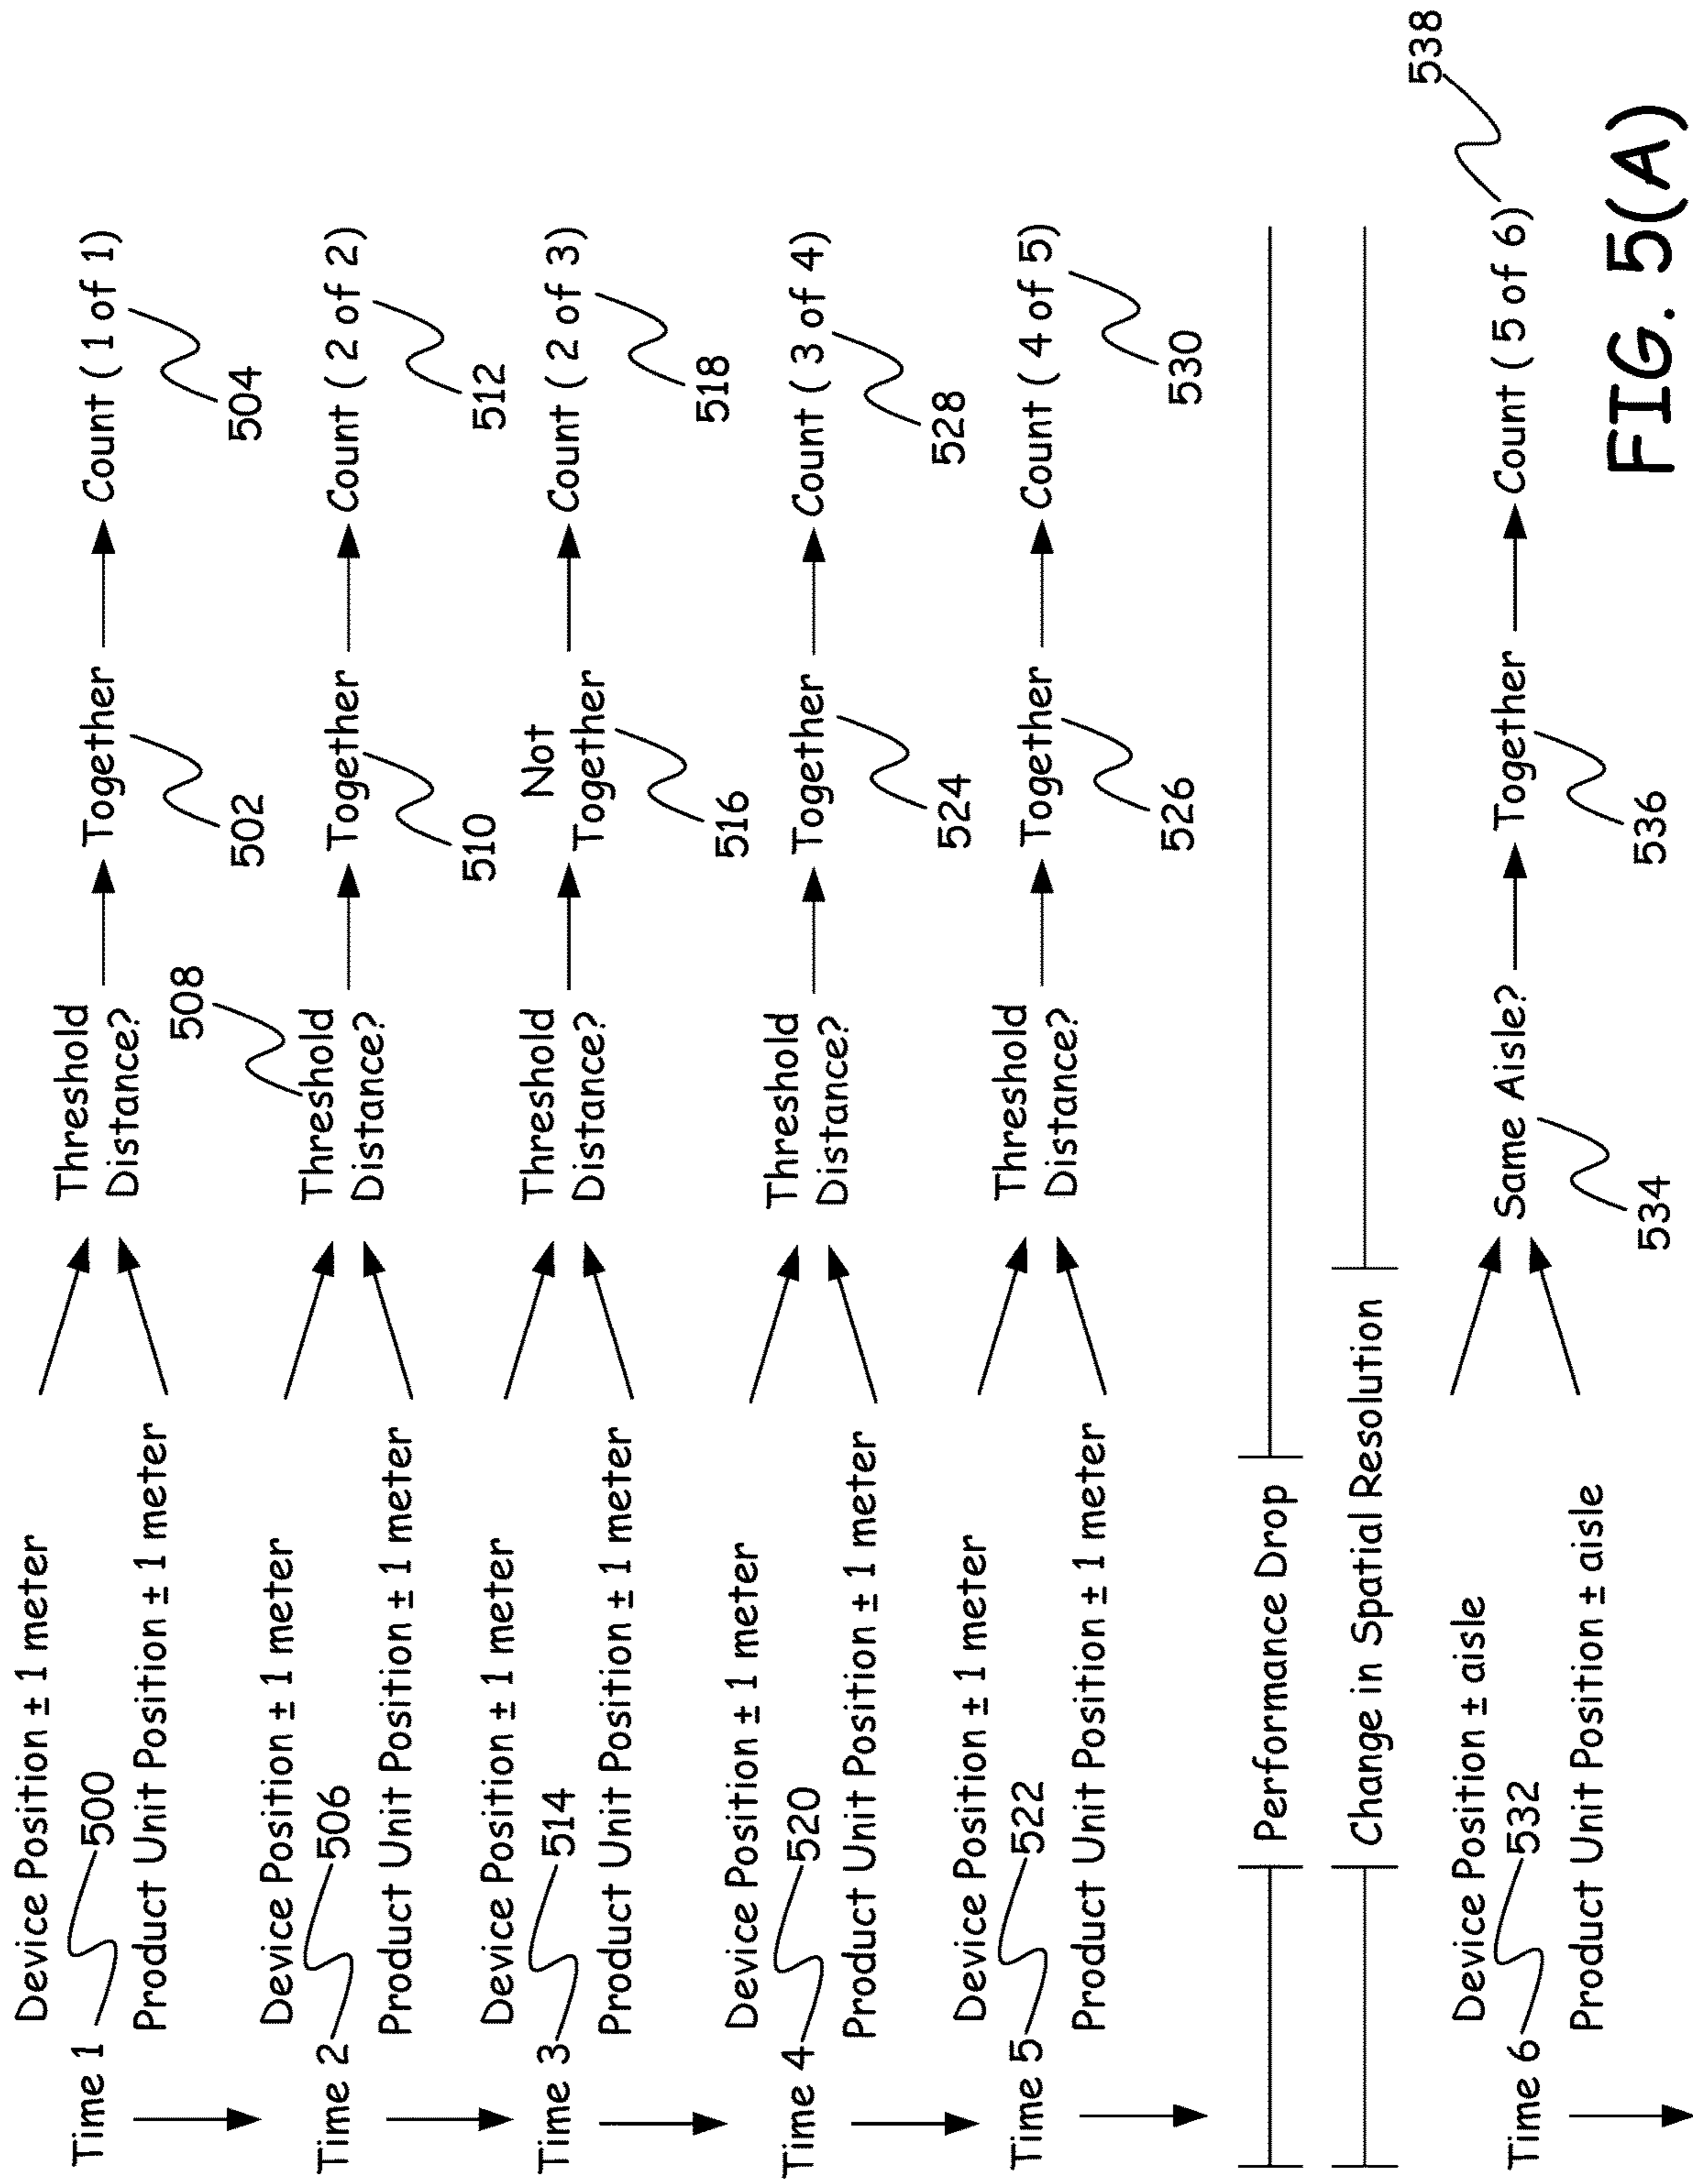 Device Position ± 1 meter
Time 1 500
Product Unit Position ± 1 meter
Threshold
Distance?
Together
502
Count ( 1 of 1)
504
Device Position ± 1 meter
Time 2 506
Product Unit Position ± 1 meter
508
Threshold
Distance?
Together
510
Count ( 2 of 2)
512
Device Position ± 1 meter
Time 3 514
Product Unit Position ± 1 meter
Threshold
Distance?
Not
Together
516
Count ( 2 of 3)
518
Device Position ± 1 meter
Time 4 520
Product Unit Position ± 1 meter
Threshold
Distance?
Together
524
Count ( 3 of 4)
528
Device Position ± 1 meter
Time 5 522
Product Unit Position ± 1 meter
Threshold
Distance?
Together
526
Count ( 4 of 5)
530
Performance Drop
Change in Spatial Resolution
Device Position ± aisle
Time 6 532
Product Unit Position ± aisle
Same Aisle?
534
Together
536
Count ( 5 of 6)
538
FIG. 5(A)